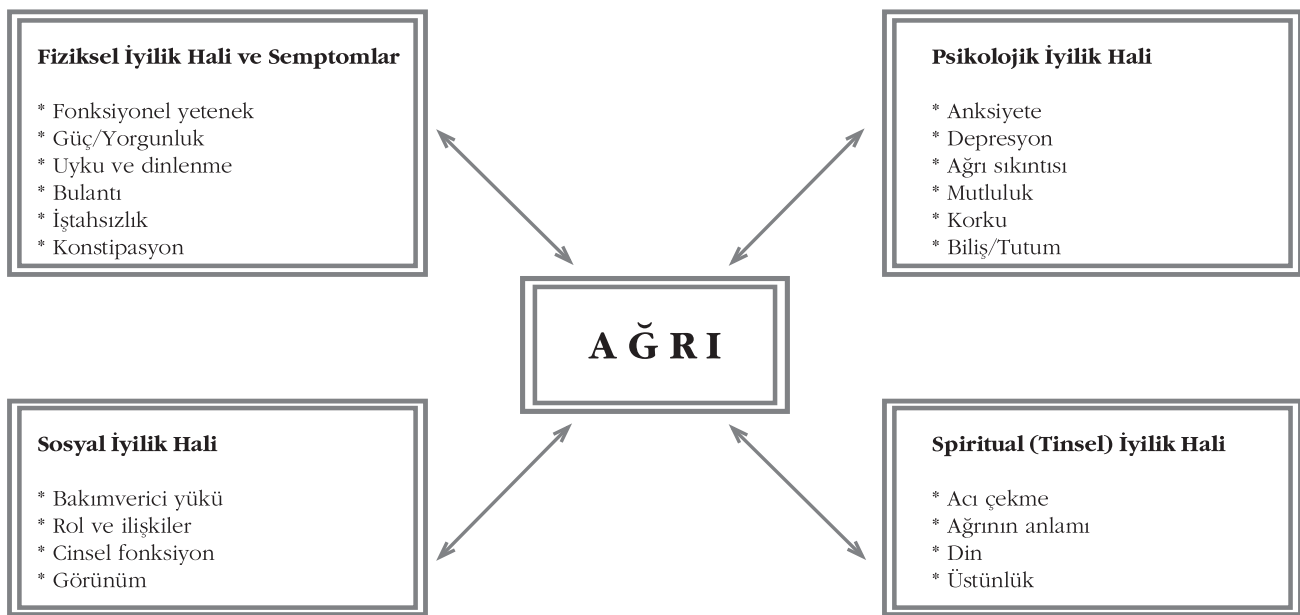 Fiziksel İyilik Hali ve Semptomlar
* Fonksiyonel yetenek
* Güç/Yorgunluk
* Uyku ve dinlenme
* Bulantı
* İştahsızlık
* Konstipasyon
Psikolojik İyilik Hali
* Anksiyete
* Depresyon
* Ağrı sıkıntısı
* Mutluluk
* Korku
* Biliş/Tutum
A Ğ R I
Sosyal İyilik Hali
* Bakımverici yükü
* Rol ve ilişkiler
* Cinsel fonksiyon
* Görünüm
Spiritual (Tinsel) İyilik Hali
* Acı çekme
* Ağrının anlamı
* Din
* Üstünlük